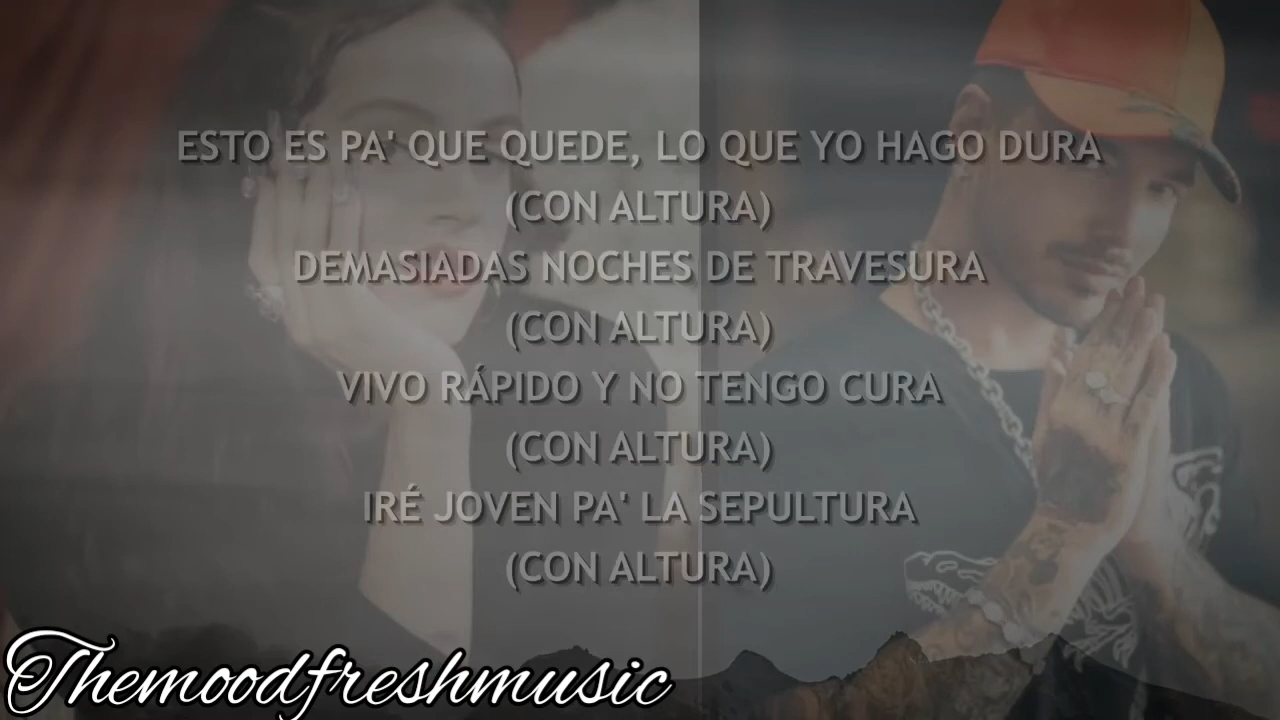 ESTO ES PA' QUE QUEDE, LO QUE YO HAGO DURA
(CON ALTURA)
DEMASIADAS NOCHES DE TRAVESURA
(CON ALTURA)
VIVO RÁPIDO Y NO TENGO CURA
(CON ALTURA)
IRÉ JOVEN PA' LA SEPULTURA
(CON ALTURA)
Themoodfreshmusic